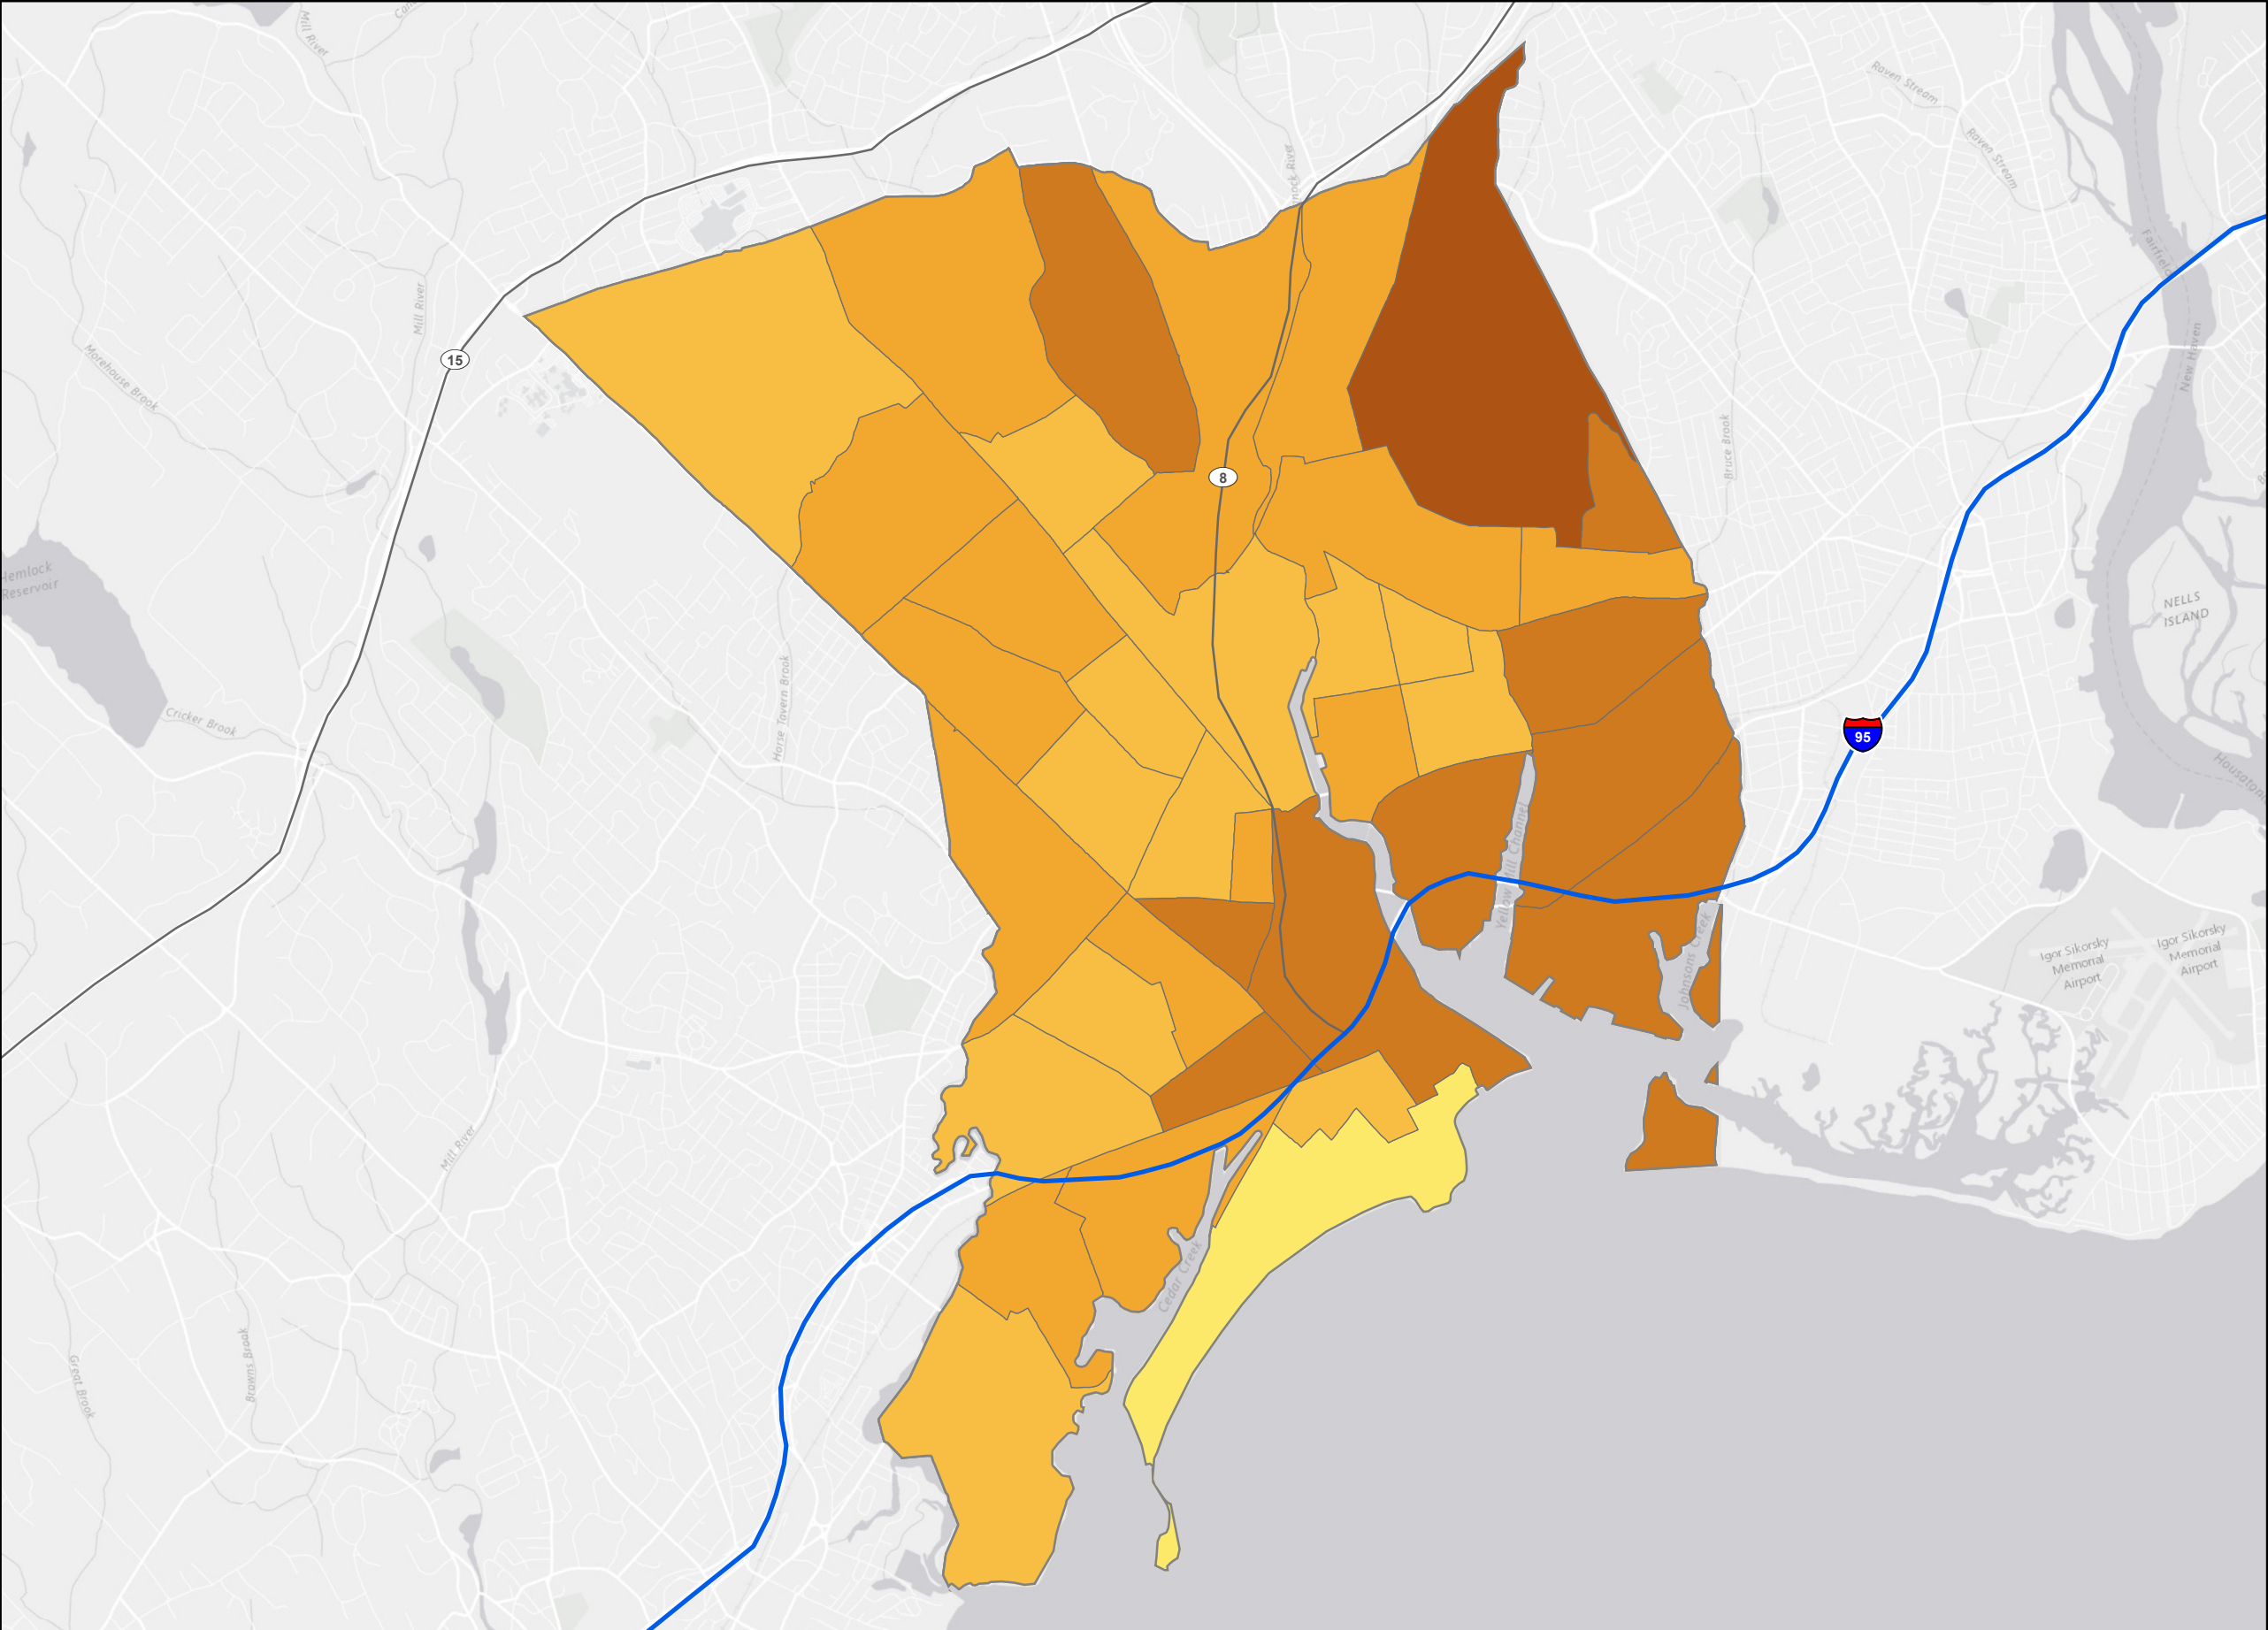 Mill River
Raven Stream
Raven Stream
Fairfield
New Haven
Mill River
15
Morehouse Brook
8
Bruce Brook
Hemlock
Reservoir
NELLS
ISLAND
Horse Tavern Brook
Cricker Brook
95
Yellow Mill Channel
Igor Sikorsky
Memorial
Airport
Igor Sikorsky
Memorial
Airport
Johnsons Creek
Mill River
Cedar Creek
Browns Brook
Great Brook